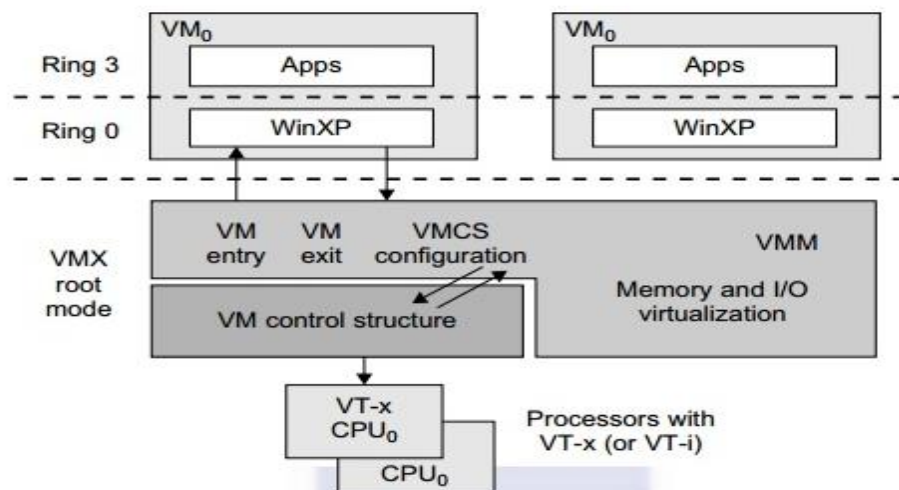 VM₀
VM₀
Ring 3
Apps
Apps
Ring 0
WinXP
WinXP
VM
entry
VM
exit
VMCS
configuration
VMM
VMX
root
mode
Memory and I/O
virtualization
VM control structure
VT-x
CPU₀
CPU₀
Processors with
VT-x (or VT-i)